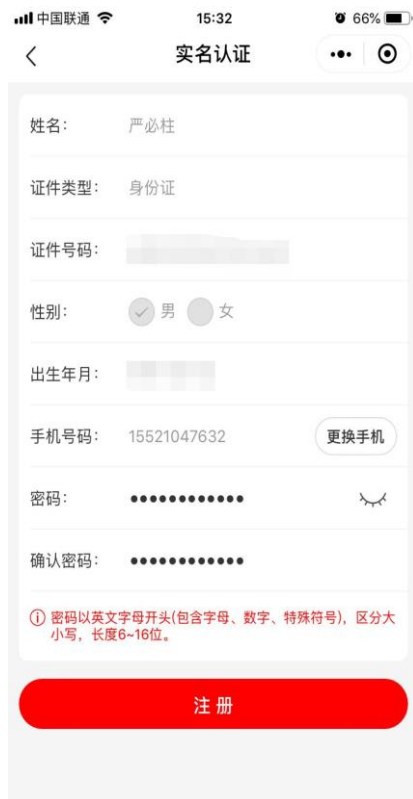 中国联通 15:32 66%
实名认证
姓名: 严必柱
证件类型: 身份证
证件号码:
性别: 男 女
出生年月:
手机号码: 15521047632 更换手机
密码: ●●●●●●●●●●●●
确认密码: ●●●●●●●●●●●●
密码以英文字母开头(包含字母、数字、特殊符号), 区分大
小写, 长度6~16位。
注 册